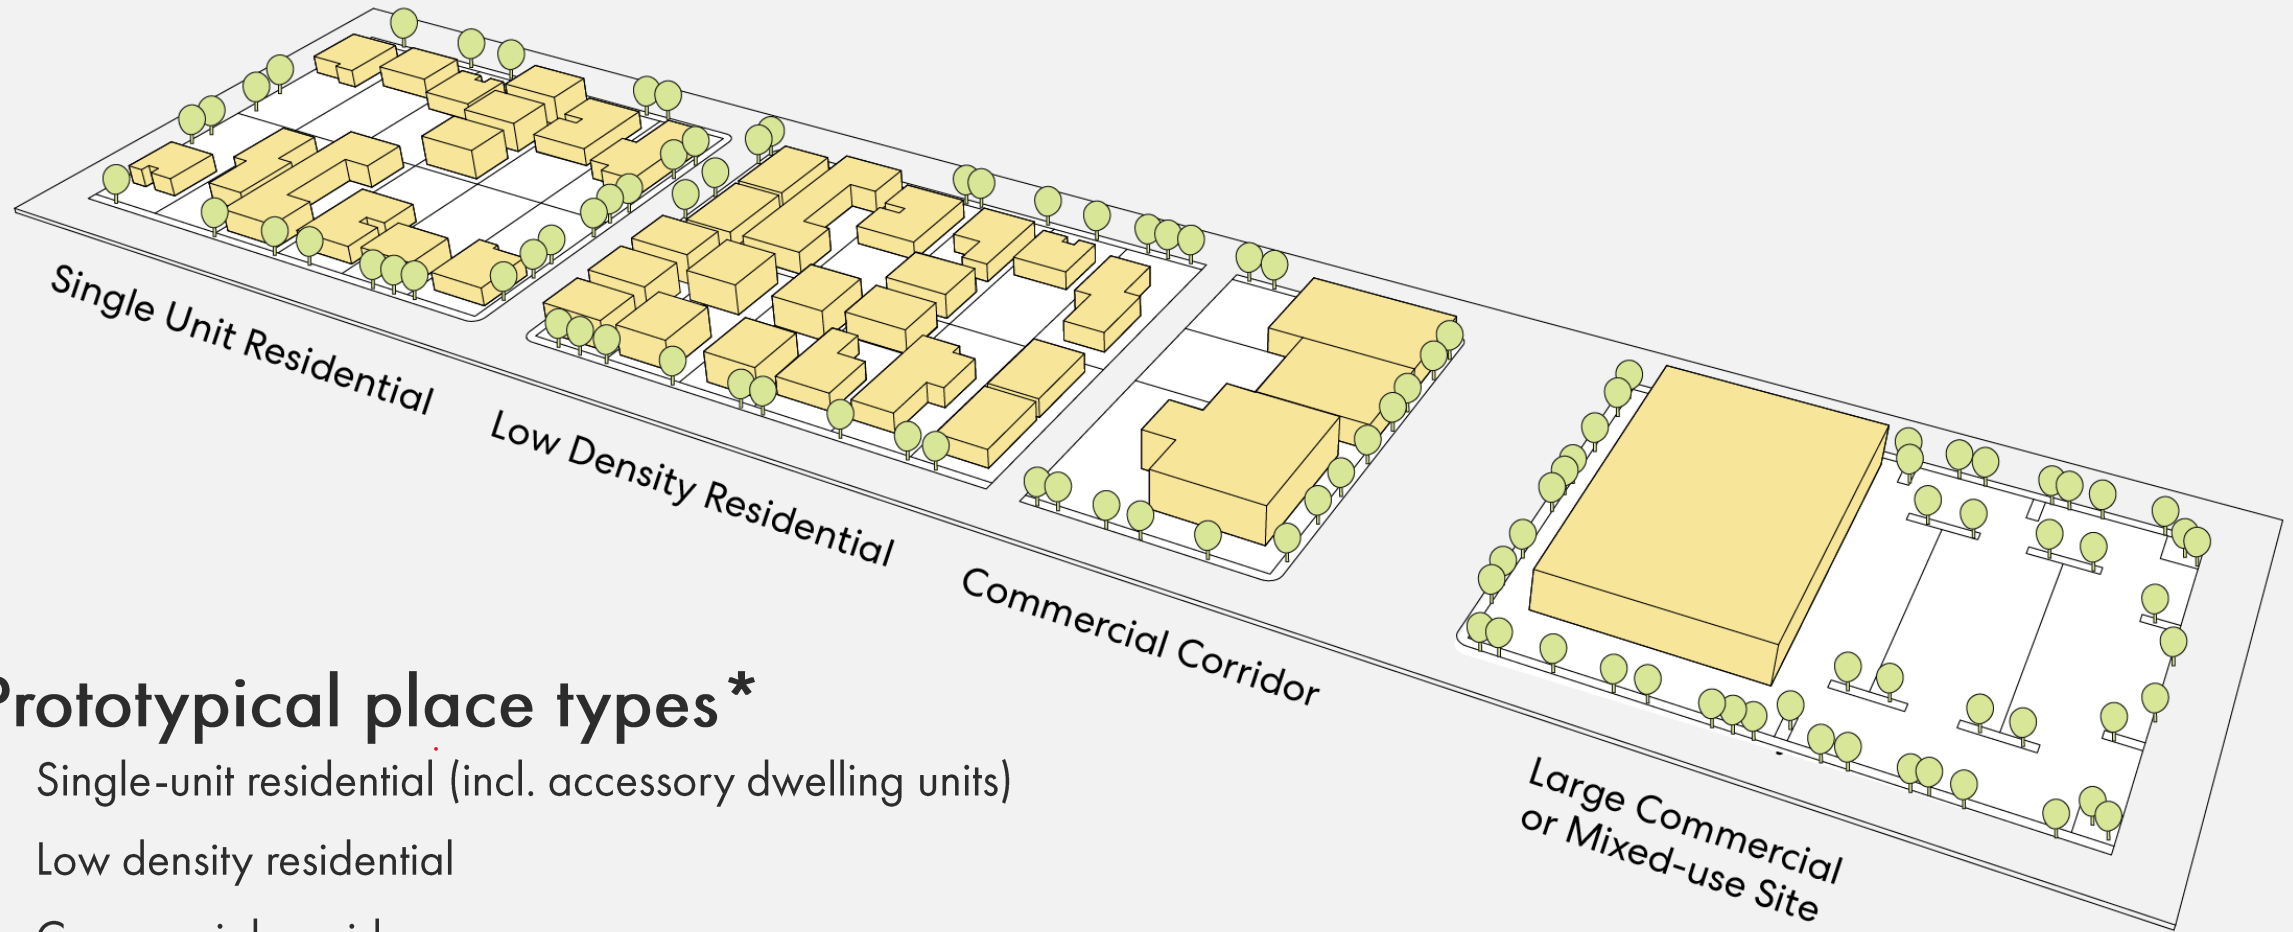 Single Unit Residential
Low Density Residential
Commercial Corridor
Large Commercial
or Mixed-use Site
Prototypical place types*
Single-unit residential (incl. accessory dwelling units)
Low density residential